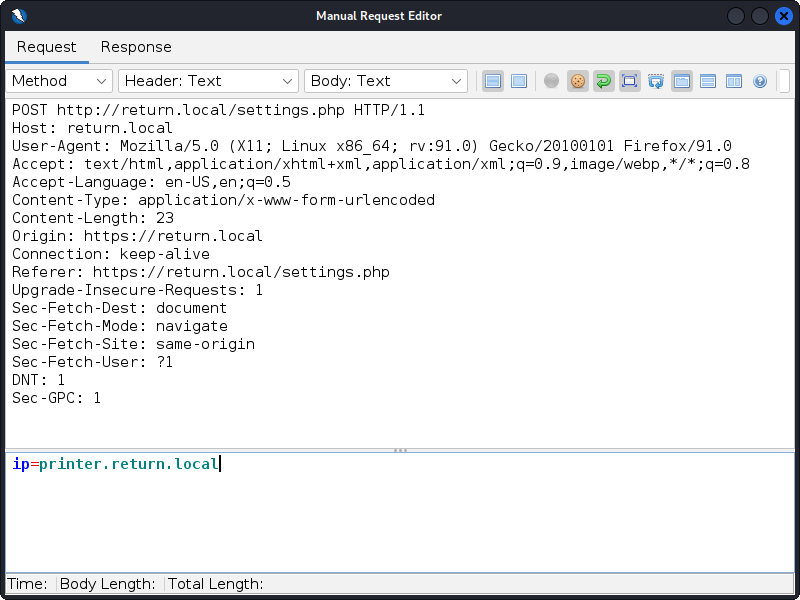 Manual Request Editor
Request Response
Method Header: Text Body: Text
POST http://return.local/settings.php HTTP/1.1
Host: return.local
User-Agent: Mozilla/5.0 (X11; Linux x86_64; rv:91.0) Gecko/20100101 Firefox/91.0
Accept: text/html,application/xhtml+xml,application/xml;q=0.9,image/webp,*/*;q=0.8
Accept-Language: en-US,en;q=0.5
Content-Type: application/x-www-form-urlencoded
Content-Length: 23
Origin: https://return.local
Connection: keep-alive
Referer: https://return.local/settings.php
Upgrade-Insecure-Requests: 1
Sec-Fetch-Dest: document
Sec-Fetch-Mode: navigate
Sec-Fetch-Site: same-origin
Sec-Fetch-User: ?1
DNT: 1
Sec-GPC: 1
ip=printer.return.local
Time: Body Length: Total Length: